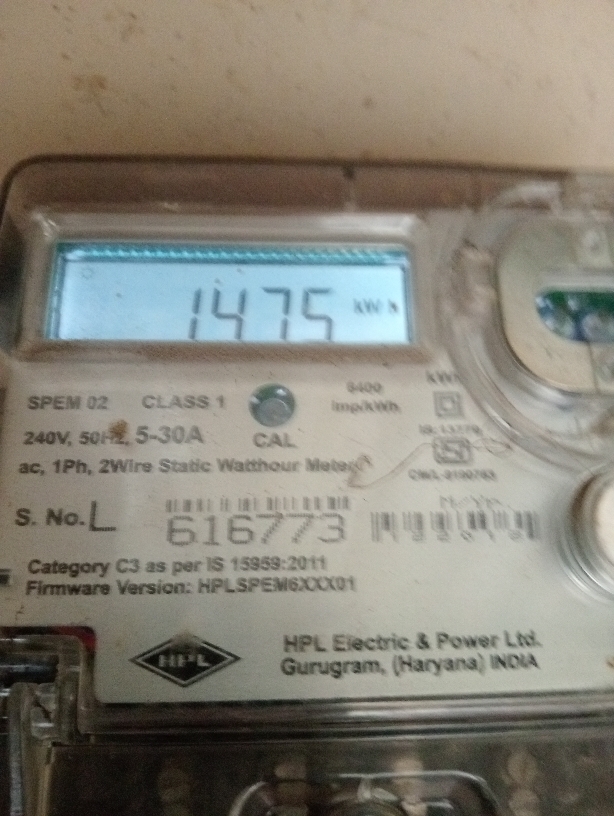 1475 kWh
SPEM 02 CLASS 1
6400
imp/kWh
240V, 50Hz, 5-30A
CAL
ac, 1Ph, 2Wire Static Watthour Meter
S. No. L 616773
Category C3 as per IS 15959:2011
Firmware Version: HPLSPEM6XXX01
HPL
HPL Electric & Power Ltd.
Gurugram, (Haryana) INDIA